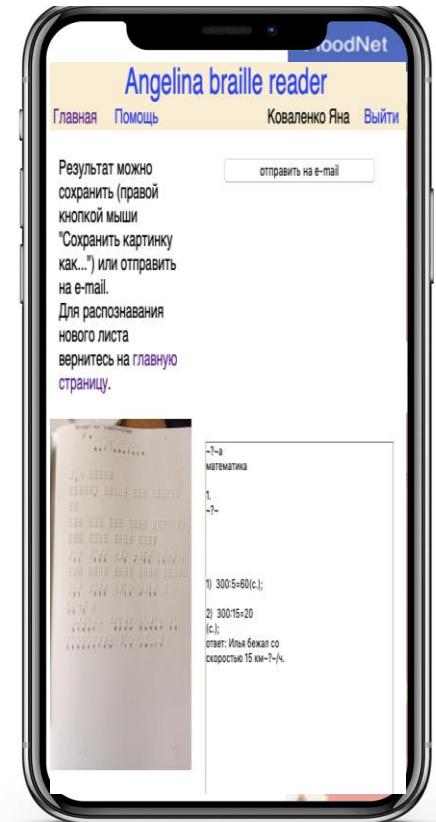 oodNet
Angelina braille reader
Главная Помощь Коваленко Яна Выйти
Результат можно
сохранить (правой
кнопкой мыши
"Сохранить картинку
как...") или отправить
на e-mail.
Для распознавания
нового листа
вернитесь на главную
страницу.
отправить на e-mail
~?~а
математика
1.
~?~
1) 300:5=60(с.);
2) 300:15=20
(с.);
ответ: Илья бежал со
скоростью 15 км~?~/ч.